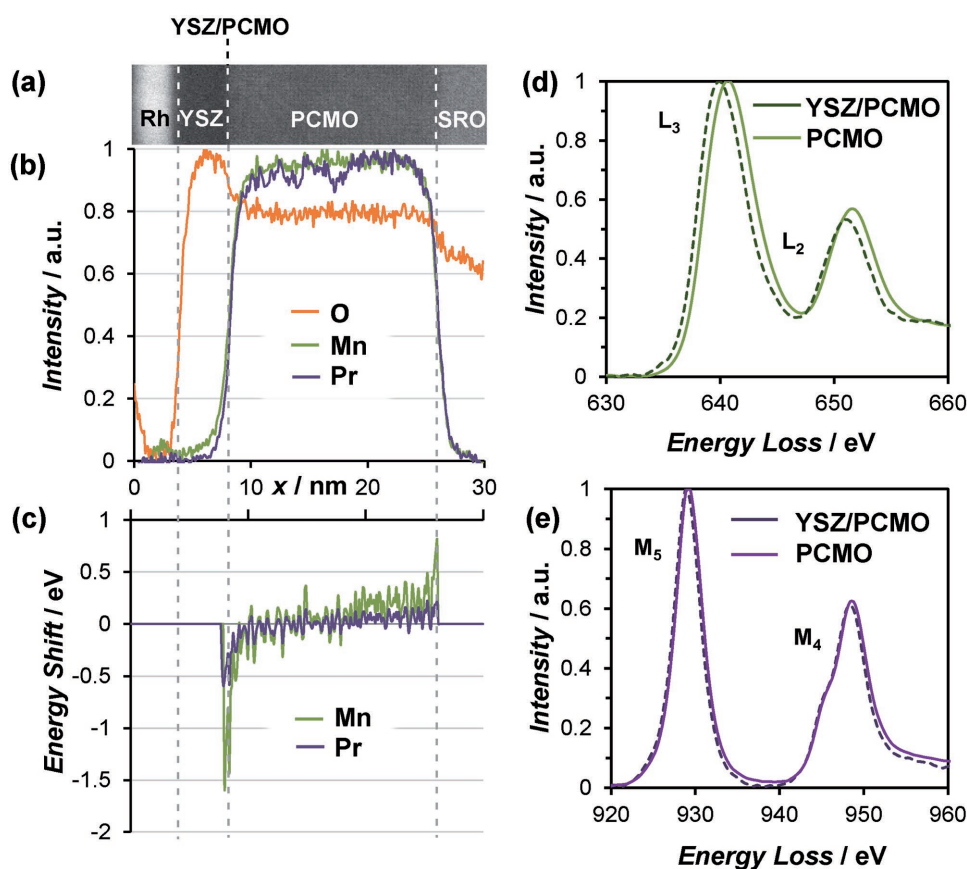 YSZ/PCMO
(a)
Rh
YSZ
PCMO
SRO
(b)
Intensity / a.u.
1
0.8
0.6
0.4
0.2
0
O
Mn
Pr
0
10
20
30
x / nm
(c)
Energy Shift / eV
1
0.5
0
-0.5
-1
-1.5
-2
Mn
Pr
(d)
Intensity / a.u.
1
0.8
0.6
0.4
0.2
0
L3
L2
YSZ/PCMO
PCMO
630
640
650
660
Energy Loss / eV
(e)
Intensity / a.u.
1
0.8
0.6
0.4
0.2
0
M5
M4
YSZ/PCMO
PCMO
920
930
940
950
960
Energy Loss / eV